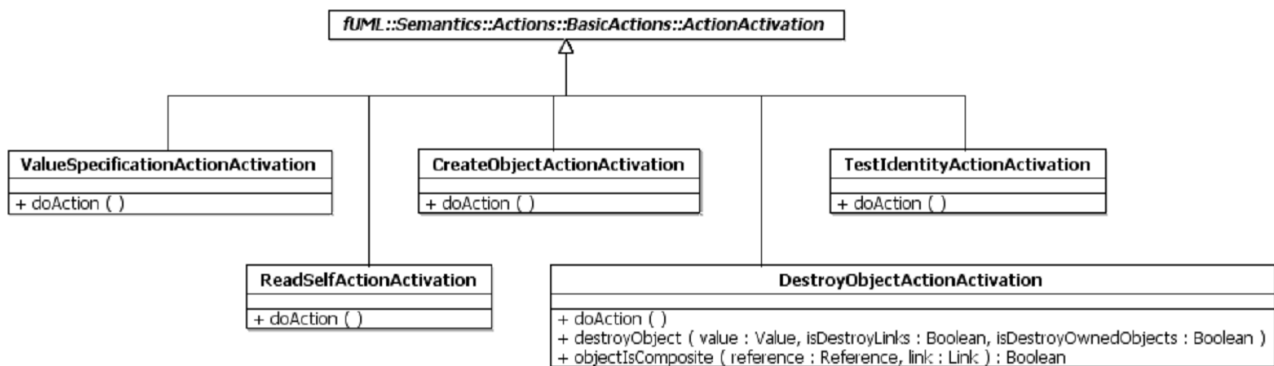 fUML::Semantics::Actions::BasicActions::ActionActivation
ValueSpecificationActionActivation
+ doAction ( )
CreateObjectActionActivation
+ doAction ( )
TestIdentityActionActivation
+ doAction ( )
ReadSelfActionActivation
+ doAction ( )
DestroyObjectActionActivation
+ doAction ( )
+ destroyObject ( value : Value, isDestroyLinks : Boolean, isDestroyOwnedObjects : Boolean )
+ objectIsComposite ( reference : Reference, link : Link ) : Boolean